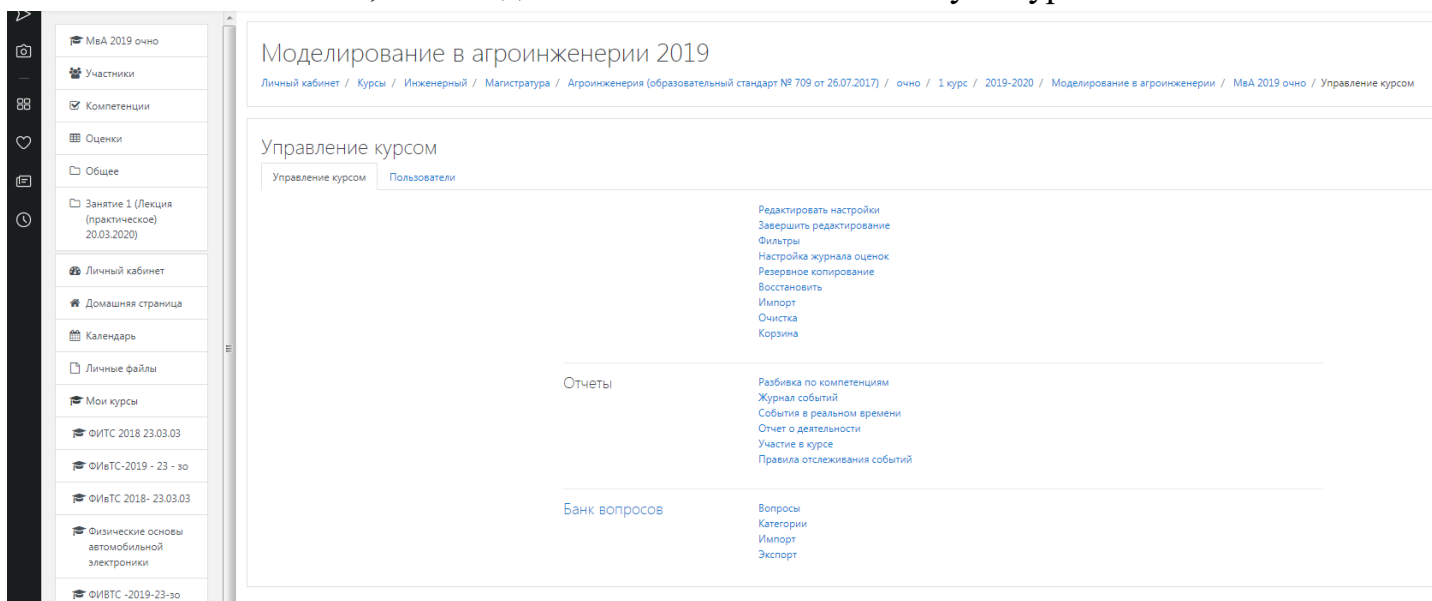 МвА 2019 очно
Участники
Компетенции
Оценки
Общее
Занятие 1 (Лекция
(практическое)
20.03.2020)
Личный кабинет
Домашняя страница
Календарь
Личные файлы
Мои курсы
ФИТС 2018 23.03.03
ФИвТС-2019 - 23 - зо
ФИвТС 2018- 23.03.03
Физические основы
автомобильной
электроники
ФИВТС -2019-23-зо
Моделирование в агроинженерии 2019
Личный кабинет / Курсы / Инженерный / Магистратура / Агроинженерия (образовательный стандарт № 709 от 26.07.2017) / очно / 1 курс / 2019-2020 / Моделирование в агроинженерии / МвА 2019 очно / Управление курсом
Управление курсом
Управление курсом Пользователи
Редактировать настройки
Завершить редактирование
Фильтры
Настройка журнала оценок
Резервное копирование
Восстановить
Импорт
Очистка
Корзина
Отчеты
Разбивка по компетенциям
Журнал событий
События в реальном времени
Отчет о деятельности
Участие в курсе
Правила отслеживания событий
Банк вопросов
Вопросы
Категории
Импорт
Экспорт